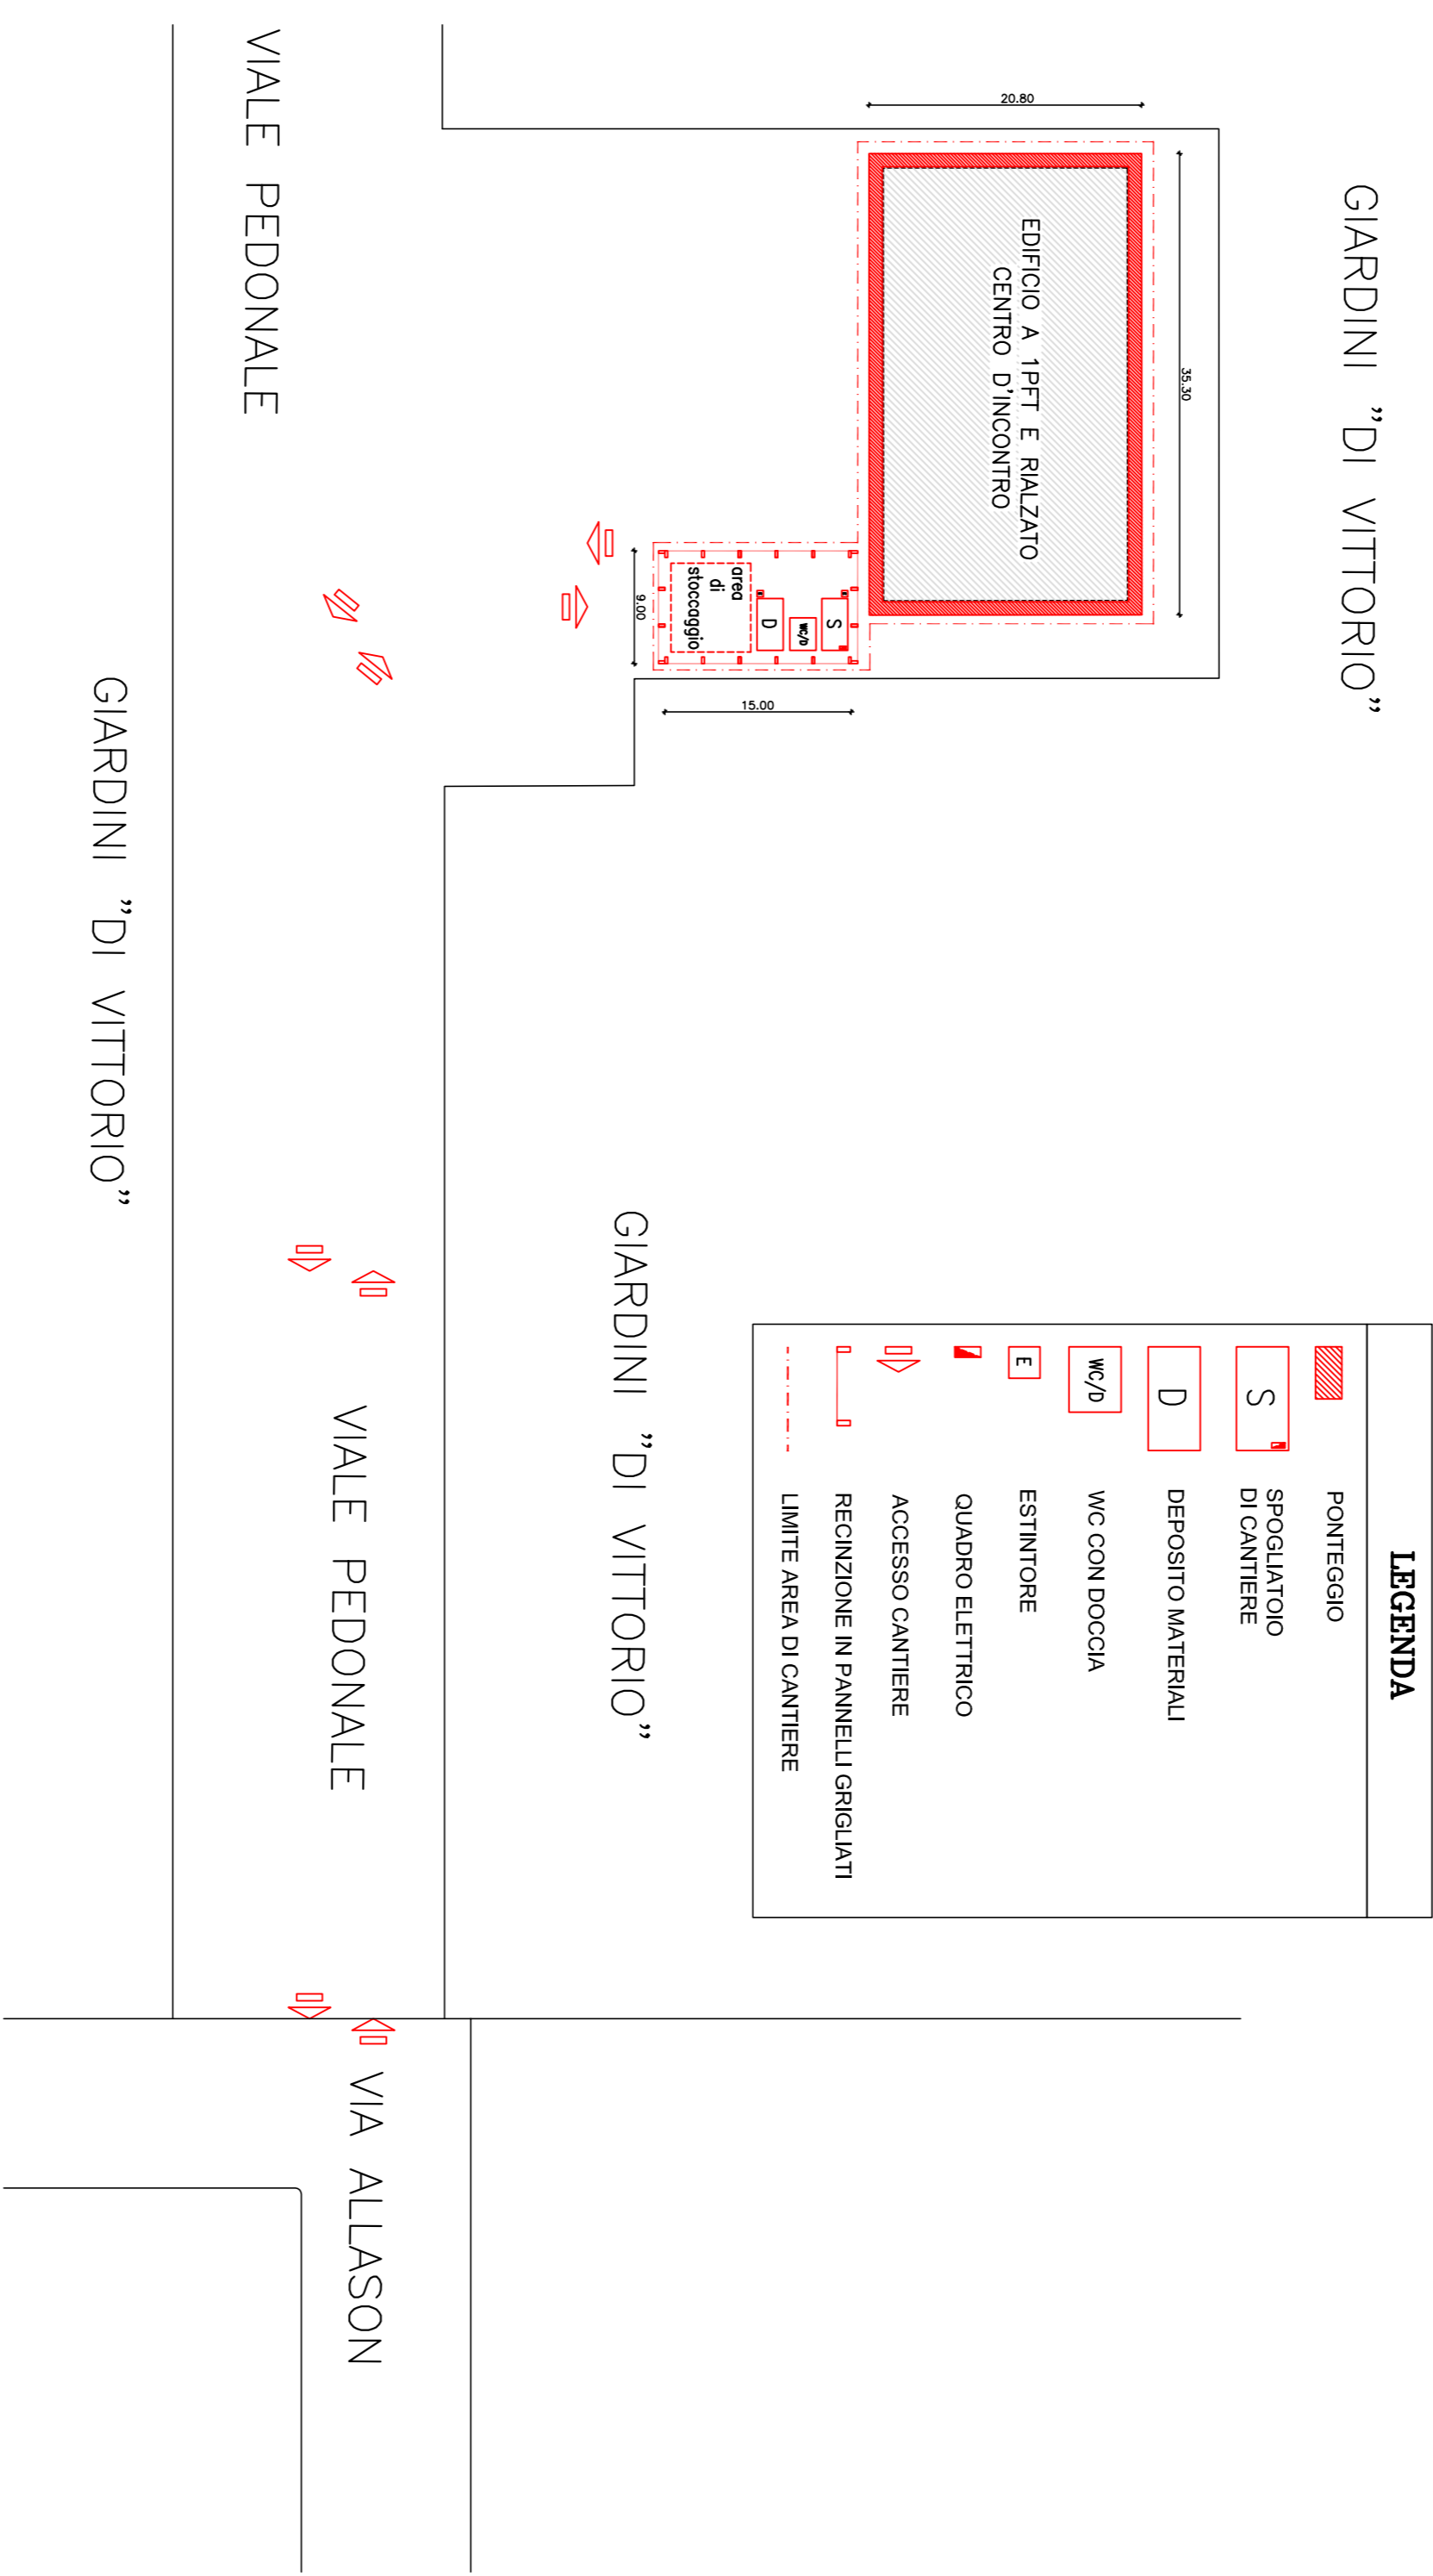 GIARDINI "DI VITTORIO"
LEGENDA
PONTEGGIO
S
SPOGLIATOIO
DI CANTIERE
D
DEPOSITO MATERIALI
WC/D
WC CON DOCCIA
E
ESTINTORE
QUADRO ELETTRICO
ACCESSO CANTIERE
RECINZIONE IN PANNELLI GRIGLIATI
LIMITE AREA DI CANTIERE
35.30
20.80
EDIFICIO A 1PFT E RIALZATO
CENTRO D'INCONTRO
S
WC/D
D
area
di
stoccaggio
15.00
9.00
GIARDINI "DI VITTORIO"
VIALE PEDONALE
VIALE PEDONALE
VIA ALLASON
GIARDINI "DI VITTORIO"